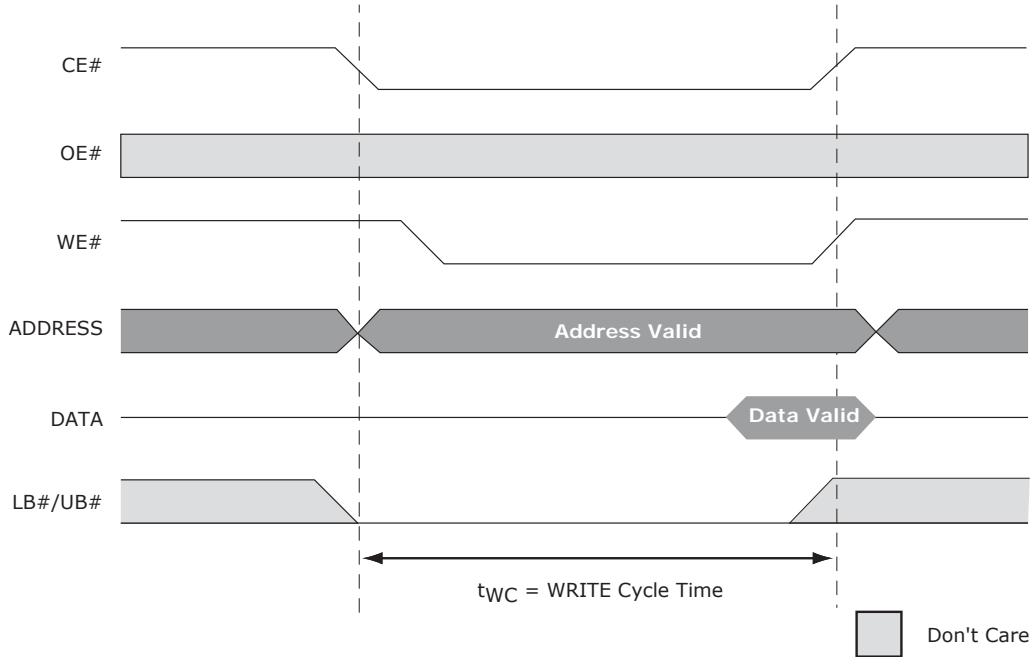 CE#
OE#
WE#
ADDRESS
Address Valid
DATA
Data Valid
LB#/UB#
tWC = WRITE Cycle Time
Don't Care